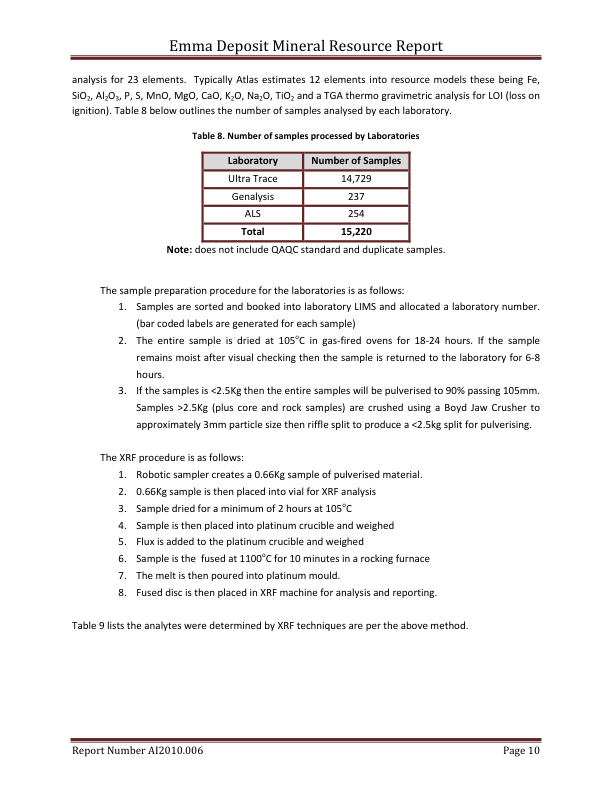 Emma Deposit Mineral Resource Report
analysis for 23 elements.  Typically Atlas estimates 12 elements into resource models these being Fe,
SiO₂, Al₂O₃, P, S, MnO, MgO, CaO, K₂O, Na₂O, TiO₂ and a TGA thermo gravimetric analysis for LOI (loss on
ignition). Table 8 below outlines the number of samples analysed by each laboratory.
Table 8. Number of samples processed by Laboratories
Laboratory Number of Samples
Ultra Trace 14,729
Genalysis 237
ALS 254
Total 15,220
Note: does not include QAQC standard and duplicate samples.
The sample preparation procedure for the laboratories is as follows:
1. Samples are sorted and booked into laboratory LIMS and allocated a laboratory number.
(bar coded labels are generated for each sample)
2. The entire sample is dried at 105°C in gas-fired ovens for 18-24 hours. If the sample
remains moist after visual checking then the sample is returned to the laboratory for 6-8
hours.
3. If the samples is <2.5Kg then the entire samples will be pulverised to 90% passing 105mm.
Samples >2.5Kg (plus core and rock samples) are crushed using a Boyd Jaw Crusher to
approximately 3mm particle size then riffle split to produce a <2.5kg split for pulverising.
The XRF procedure is as follows:
1. Robotic sampler creates a 0.66Kg sample of pulverised material.
2. 0.66Kg sample is then placed into vial for XRF analysis
3. Sample dried for a minimum of 2 hours at 105°C
4. Sample is then placed into platinum crucible and weighed
5. Flux is added to the platinum crucible and weighed
6. Sample is the  fused at 1100°C for 10 minutes in a rocking furnace
7. The melt is then poured into platinum mould.
8. Fused disc is then placed in XRF machine for analysis and reporting.
Table 9 lists the analytes were determined by XRF techniques are per the above method.
Report Number AI2010.006 Page 10